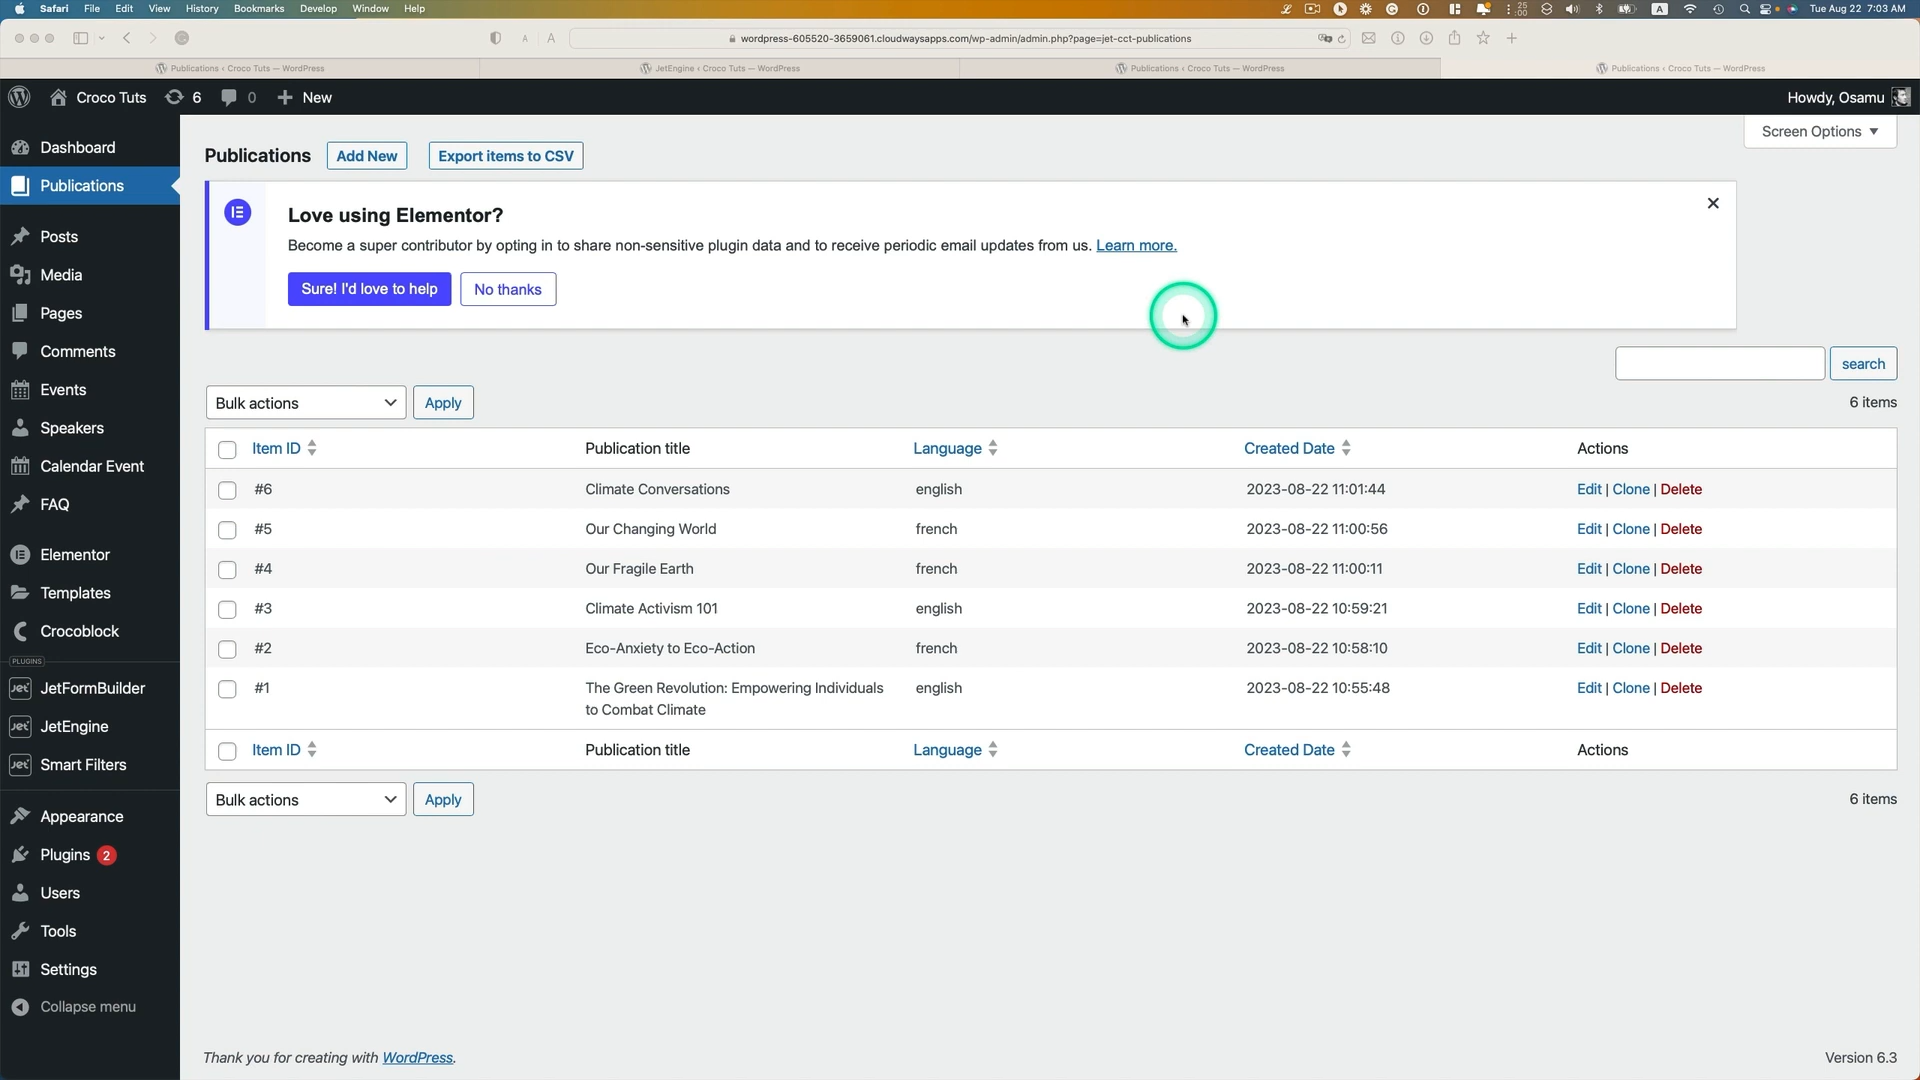 Safari File Edit View History Bookmarks Develop Window Help
25
00
A
Tue Aug 22 7:03 AM
A A
wordpress-605520-3659061.cloudwaysapps.com/wp-admin/admin.php?page=jet-cct-publications
Publications ‹ Croco Tuts — WordPress
JetEngine ‹ Croco Tuts — WordPress
Publications ‹ Croco Tuts — WordPress
Publications ‹ Croco Tuts — WordPress
Croco Tuts 6 0 New
Howdy, Osamu
Screen Options
Dashboard
Publications
Posts
Media
Pages
Comments
Events
Speakers
Calendar Event
FAQ
Elementor
Templates
Crocoblock
PLUGINS
Jet JetFormBuilder
Jet JetEngine
Jet Smart Filters
Appearance
Plugins 2
Users
Tools
Settings
Collapse menu
Publications Add New Export items to CSV
Love using Elementor?
Become a super contributor by opting in to share non-sensitive plugin data and to receive periodic email updates from us. Learn more.
Sure! I'd love to help No thanks
search
Bulk actions Apply
6 items
Item ID Publication title Language Created Date Actions
#6 Climate Conversations english 2023-08-22 11:01:44 Edit | Clone | Delete
#5 Our Changing World french 2023-08-22 11:00:56 Edit | Clone | Delete
#4 Our Fragile Earth french 2023-08-22 11:00:11 Edit | Clone | Delete
#3 Climate Activism 101 english 2023-08-22 10:59:21 Edit | Clone | Delete
#2 Eco-Anxiety to Eco-Action french 2023-08-22 10:58:10 Edit | Clone | Delete
#1 The Green Revolution: Empowering Individuals english 2023-08-22 10:55:48 Edit | Clone | Delete
to Combat Climate
Item ID Publication title Language Created Date Actions
Bulk actions Apply
6 items
Thank you for creating with WordPress.
Version 6.3